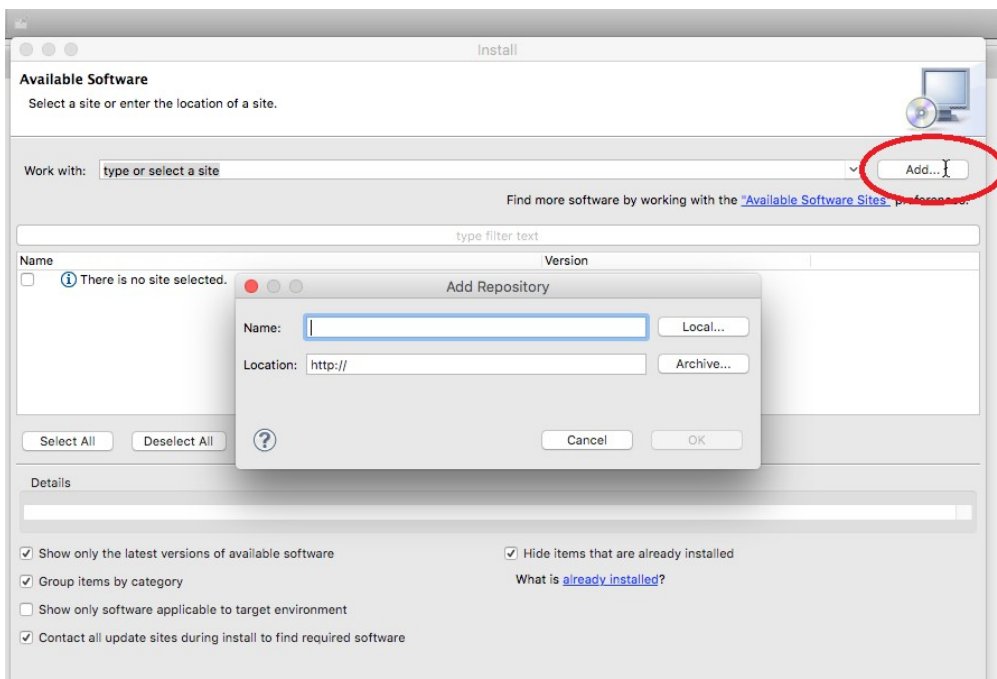 Install
Available Software
Select a site or enter the location of a site.
Work with: type or select a site Add...
Find more software by working with the "Available Software Sites" preferences.
type filter text
Name Version
There is no site selected.
Add Repository
Name: Local...
Location: http:// Archive...
Select All Deselect All ? Cancel OK
Details
Show only the latest versions of available software Hide items that are already installed
Group items by category What is already installed?
Show only software applicable to target environment
Contact all update sites during install to find required software